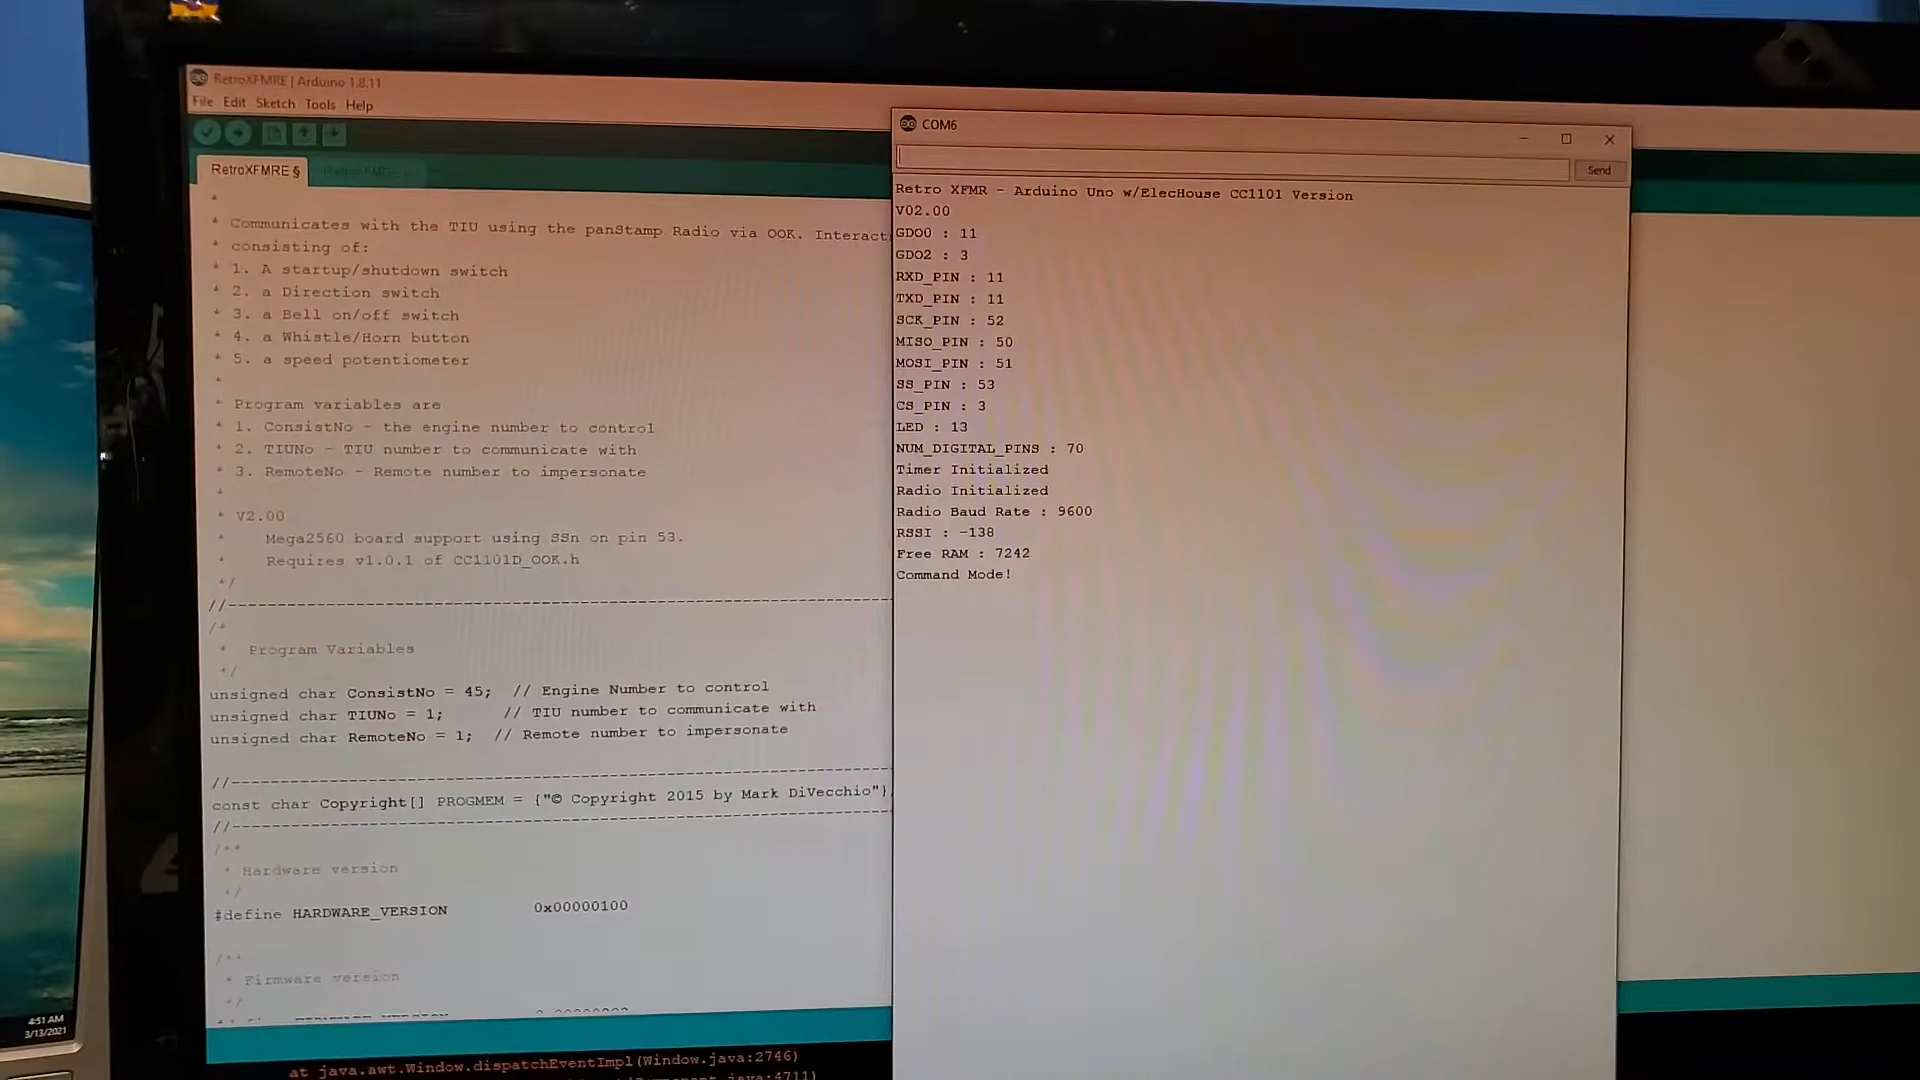 RetroXFMRE | Arduino 1.8.11
File Edit Sketch Tools Help
RetroXFMRE §
*
* Communicates with the TIU using the panStamp Radio via OOK. Interact
* consisting of:
* 1. A startup/shutdown switch
* 2. a Direction switch
* 3. a Bell on/off switch
* 4. a Whistle/Horn button
* 5. a speed potentiometer
*
* Program variables are
* 1. ConsistNo - the engine number to control
* 2. TIUNo - TIU number to communicate with
* 3. RemoteNo - Remote number to impersonate
*
* V2.00
* Mega2560 board support using SSn on pin 53.
* Requires v1.0.1 of CC1101D_OOK.h
*/
//--------------------------------------------------------------------
/*
* Program Variables
*/
unsigned char ConsistNo = 45; // Engine Number to control
unsigned char TIUNo = 1; // TIU number to communicate with
unsigned char RemoteNo = 1; // Remote number to impersonate
//--------------------------------------------------------------------
const char Copyright[] PROGMEM = {"© Copyright 2015 by Mark DiVecchio"}
//--------------------------------------------------------------------
/**
* Hardware version
*/
#define HARDWARE_VERSION 0x00000100
/**
* Firmware version
*/
at java.awt.Window.dispatchEventImpl(Window.java:2746)
java:4711)
COM6
Send
Retro XFMR - Arduino Uno w/ElecHouse CC1101 Version
V02.00
GDO0 : 11
GDO2 : 3
RXD_PIN : 11
TXD_PIN : 11
SCK_PIN : 52
MISO_PIN : 50
MOSI_PIN : 51
SS_PIN : 53
CS_PIN : 3
LED : 13
NUM_DIGITAL_PINS : 70
Timer Initialized
Radio Initialized
Radio Baud Rate : 9600
RSSI : -138
Free RAM : 7242
Command Mode!
4:51 AM
3/13/2021